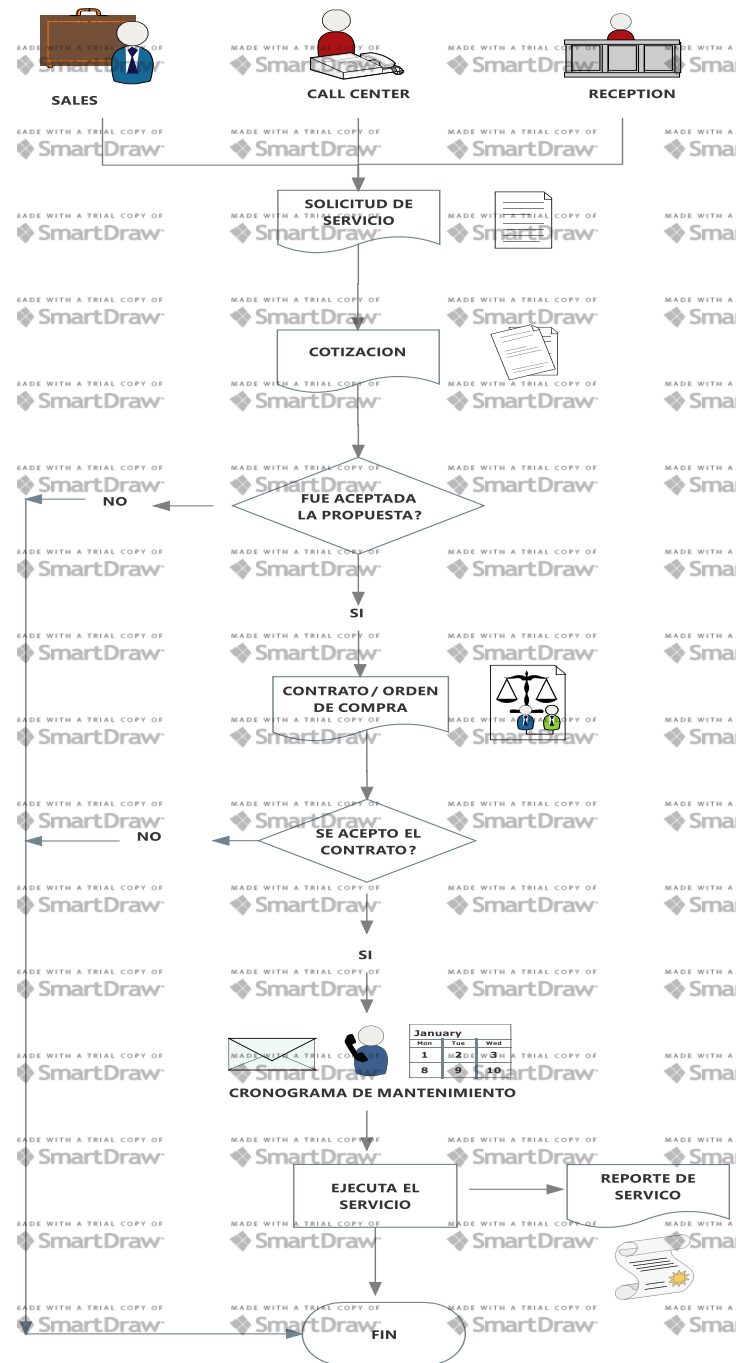 SALES
CALL CENTER
RECEPTION
SOLICITUD DE
SERVICIO
COTIZACION
FUE ACEPTADA
LA PROPUESTA?
NO
SI
CONTRATO/ ORDEN
DE COMPRA
SE ACEPTO EL
CONTRATO?
NO
SI
January
Mon Tue Wed
1 2 3
8 9 10
CRONOGRAMA DE MANTENIMIENTO
EJECUTA EL
SERVICIO
REPORTE DE
SERVICO
FIN
MADE WITH A TRIAL COPY OF
SmartDraw